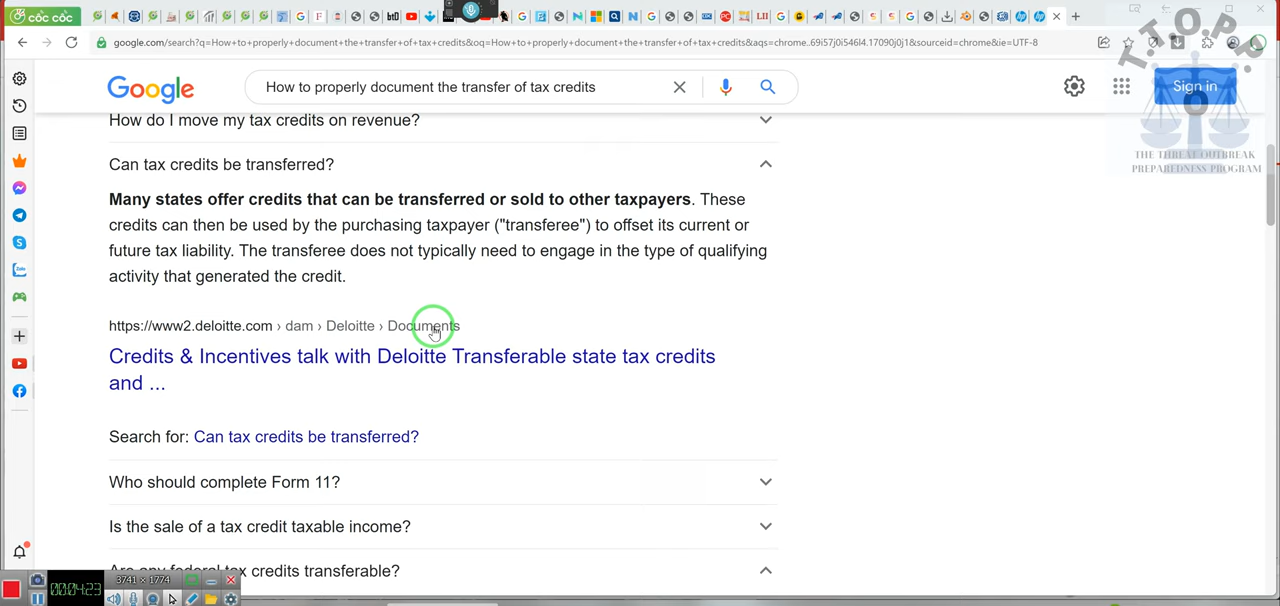 CỐC CỐC
google.com/search?q=How+to+properly+document+the+transfer+of+tax+credits&oq=How+to+properly+document+the+transfer+of+tax+credits&aqs=chrome..69i57j0i546l4.17090j0j1&sourceid=chrome&ie=UTF-8
T.T.O.P.P.
Google
How to properly document the transfer of tax credits
Sign in
THE THREAT OUTBREAK
PREPAREDNESS PROGRAM
How do I move my tax credits on revenue?
Can tax credits be transferred?
Many states offer credits that can be transferred or sold to other taxpayers. These
credits can then be used by the purchasing taxpayer ("transferee") to offset its current or
future tax liability. The transferee does not typically need to engage in the type of qualifying
activity that generated the credit.
https://www2.deloitte.com › dam › Deloitte › Documents
Credits & Incentives talk with Deloitte Transferable state tax credits
and ...
Search for: Can tax credits be transferred?
Who should complete Form 11?
Is the sale of a tax credit taxable income?
Are any federal tax credits transferable?
3741 x 1774
00:04:23